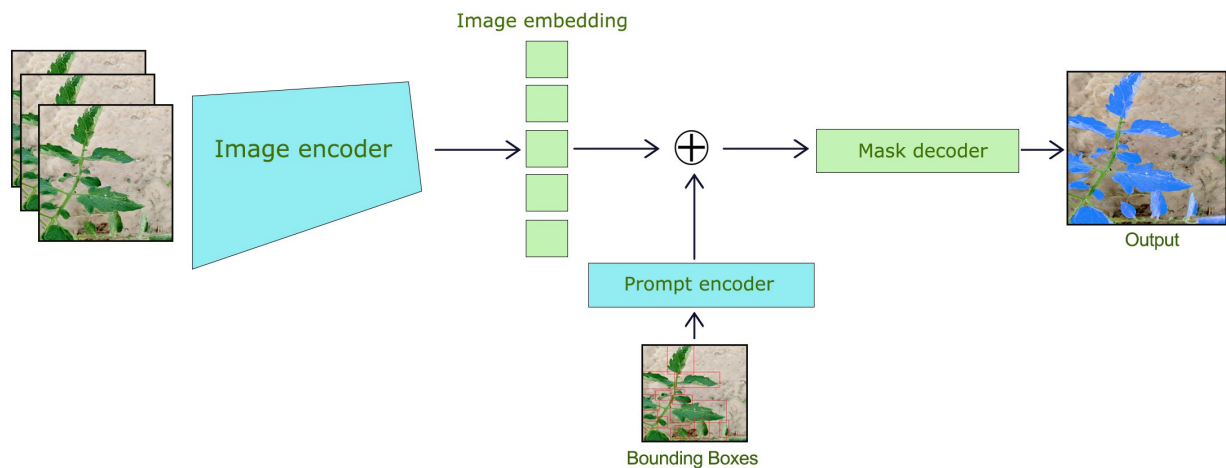 Image embedding
Image encoder
Mask decoder
Output
Prompt encoder
Bounding Boxes